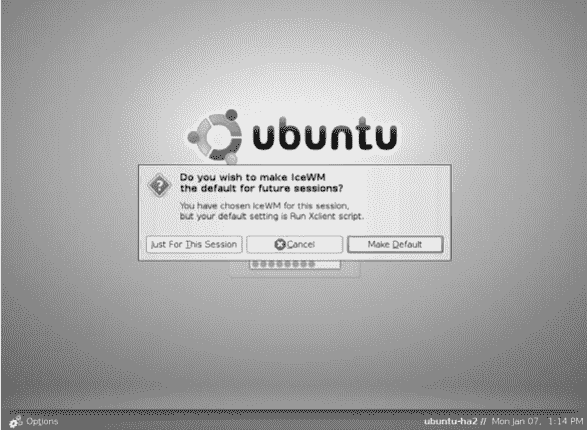 ubuntu
Do you wish to make IceWM
the default for future sessions?
You have chosen IceWM for this session,
but your default setting is Run Xclient script.
Just For This Session
Cancel
Make Default
Options
ubuntu-ha2 // Mon Jan 07, 1:14 PM